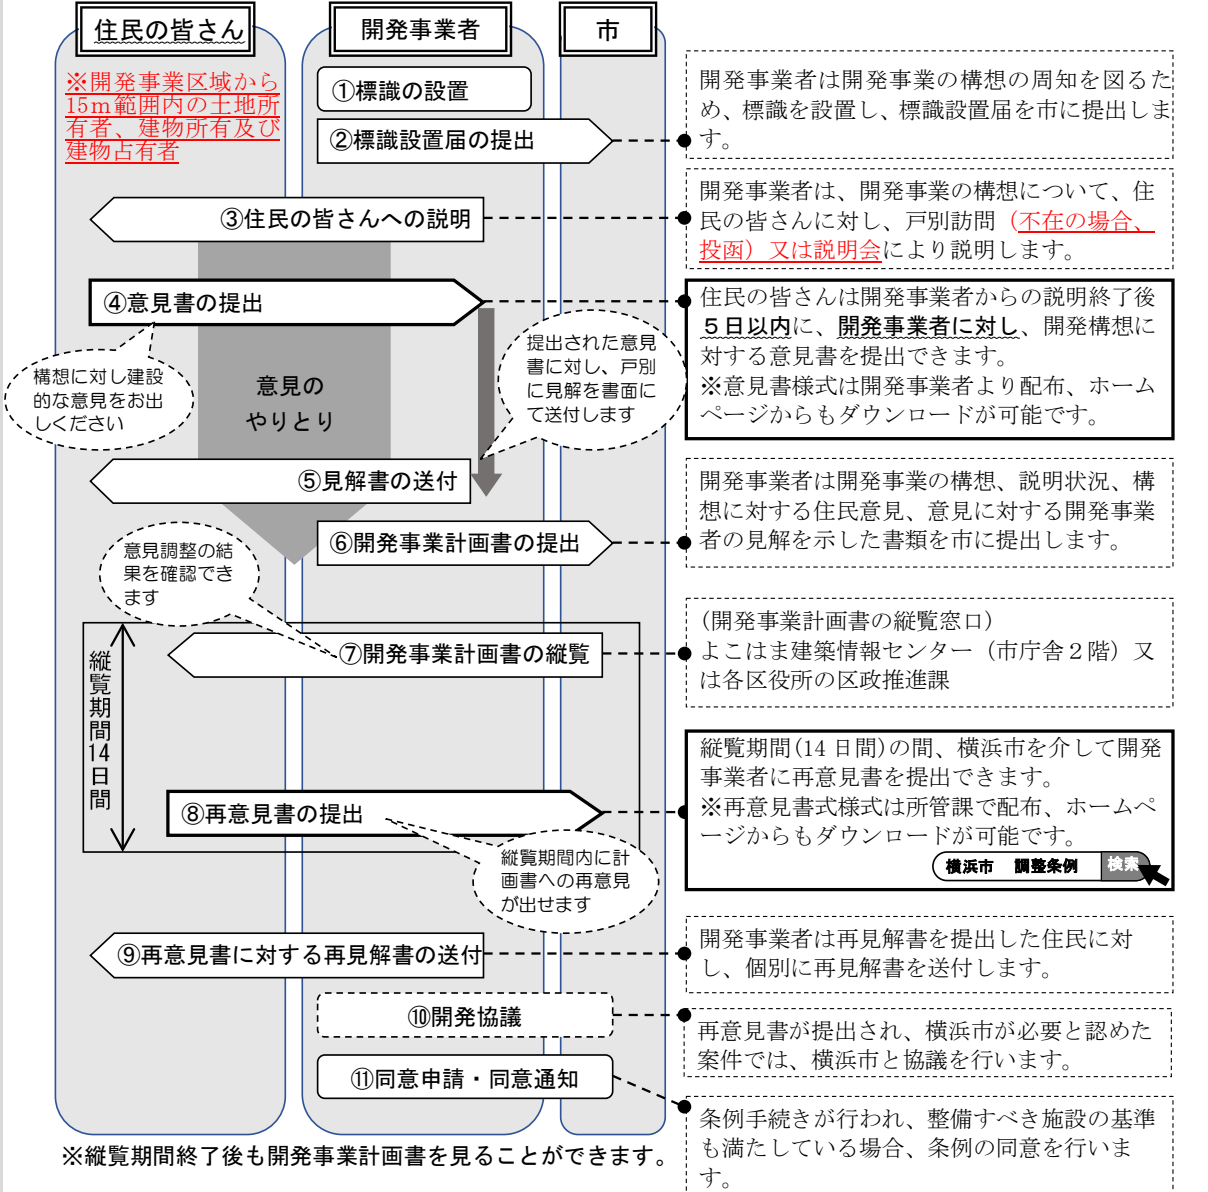 住民の皆さん
開発事業者
市
※開発事業区域から
15ｍ範囲内の土地所
有者、建物所有及び
建物占有者
①標識の設置
②標識設置届の提出
開発事業者は開発事業の構想の周知を図るた
め、標識を設置し、標識設置届を市に提出しま
す。
③住民の皆さんへの説明
開発事業者は、開発事業の構想について、住
民の皆さんに対し、戸別訪問（不在の場合、
投函）又は説明会により説明します。
④意見書の提出
住民の皆さんは開発事業者からの説明終了後
５日以内に、開発事業者に対し、開発構想に
対する意見書を提出できます。
※意見書様式は開発事業者より配布、ホーム
ページからもダウンロードが可能です。
構想に対し建設
的な意見をお出
しください
意見の
やりとり
提出された意見
書に対し、戸別
に見解を書面に
て送付します
⑤見解書の送付
⑥開発事業計画書の提出
開発事業者は開発事業の構想、説明状況、構
想に対する住民意見、意見に対する開発事業
者の見解を示した書類を市に提出します。
意見調整の結
果を確認でき
ます
縦覧期間14日間
⑦開発事業計画書の縦覧
(開発事業計画書の縦覧窓口)
よこはま建築情報センター（市庁舎２階）又
は各区役所の区政推進課
⑧再意見書の提出
縦覧期間(14 日間)の間、横浜市を介して開発
事業者に再意見書を提出できます。
※再意見書式様式は所管課で配布、ホームペ
ージからもダウンロードが可能です。
横浜市　調整条例　検索
縦覧期間内に計
画書への再意見
が出せます
⑨再意見書に対する再見解書の送付
開発事業者は再見解書を提出した住民に対
し、個別に再見解書を送付します。
⑩開発協議
再意見書が提出され、横浜市が必要と認めた
案件では、横浜市と協議を行います。
⑪同意申請・同意通知
条例手続きが行われ、整備すべき施設の基準
も満たしている場合、条例の同意を行いま
す。
※縦覧期間終了後も開発事業計画書を見ることができます。